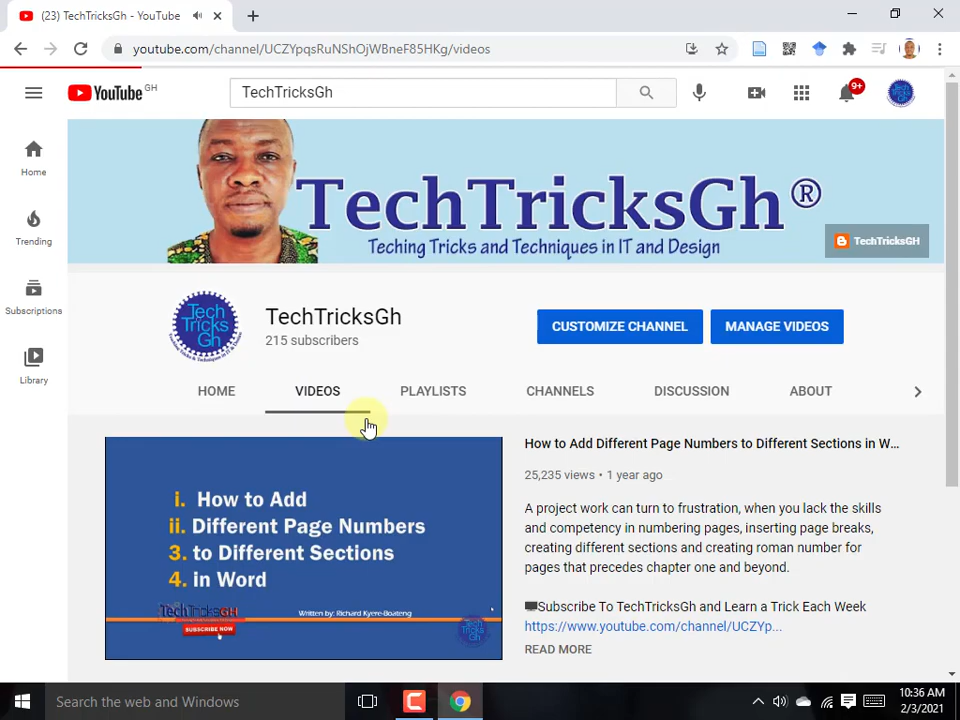 (23) TechTricksGh - YouTube
youtube.com/channel/UCZYpqsRuNShOjWBneF85HKg/videos
YouTube GH
TechTricksGh
9+
Home
Trending
Subscriptions
Library
TechTricksGh®
Teching Tricks and Techniques in IT and Design
TechTricksGH
Tech
Tricks
Gh
TechTricksGh
215 subscribers
CUSTOMIZE CHANNEL
MANAGE VIDEOS
HOME
VIDEOS
PLAYLISTS
CHANNELS
DISCUSSION
ABOUT
i. How to Add
ii. Different Page Numbers
3. to Different Sections
4. in Word
TechTricksGH
SUBSCRIBE NOW
Written by: Richard Kyere-Boateng
How to Add Different Page Numbers to Different Sections in W...
25,235 views • 1 year ago
A project work can turn to frustration, when you lack the skills
and competency in numbering pages, inserting page breaks,
creating different sections and creating roman number for
pages that precedes chapter one and beyond.
Subscribe To TechTricksGh and Learn a Trick Each Week
https://www.youtube.com/channel/UCZYp...
READ MORE
Search the web and Windows
10:36 AM
2/3/2021